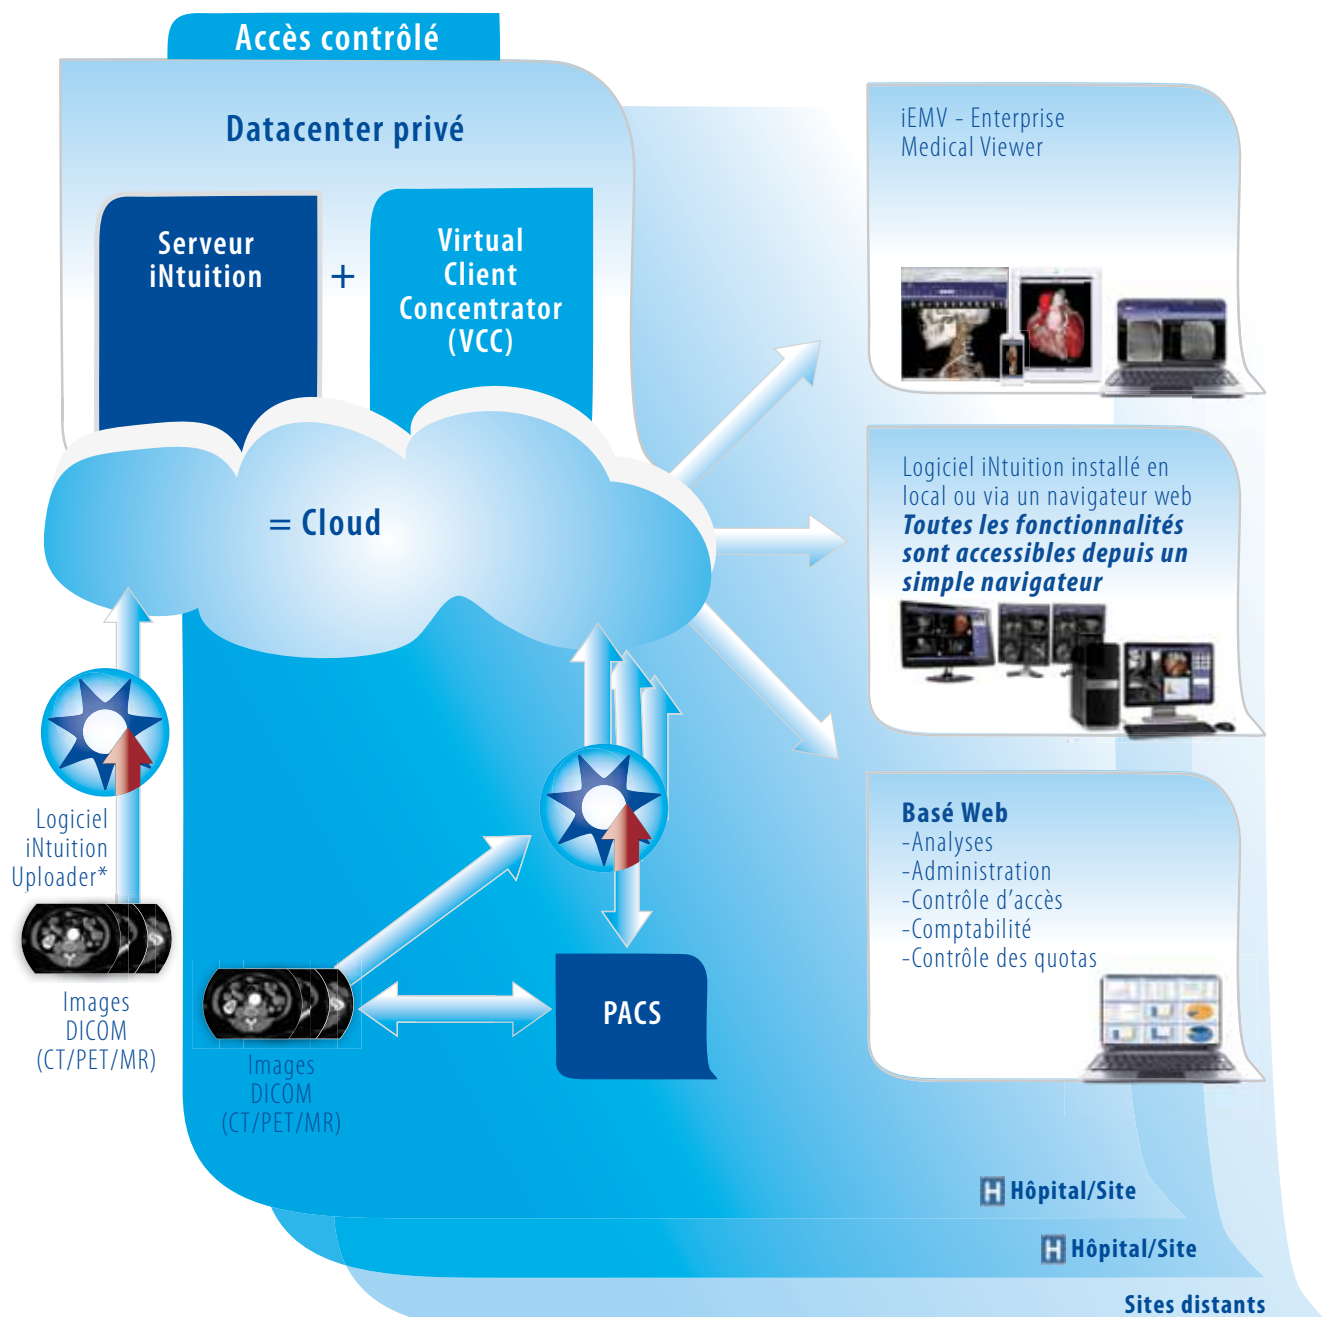 Accès contrôlé
Datacenter privé
Serveur
iNtuition
+
Virtual
Client
Concentrator
(VCC)
= Cloud
Logiciel
iNtuition
Uploader*
Images
DICOM
(CT/PET/MR)
Images
DICOM
(CT/PET/MR)
PACS
iEMV - Enterprise
Medical Viewer
Logiciel iNtuition installé en
local ou via un navigateur web
Toutes les fonctionnalités
sont accessibles depuis un
simple navigateur
Basé Web
-Analyses
-Administration
-Contrôle d’accès
-Comptabilité
-Contrôle des quotas
H Hôpital/Site
H Hôpital/Site
Sites distants